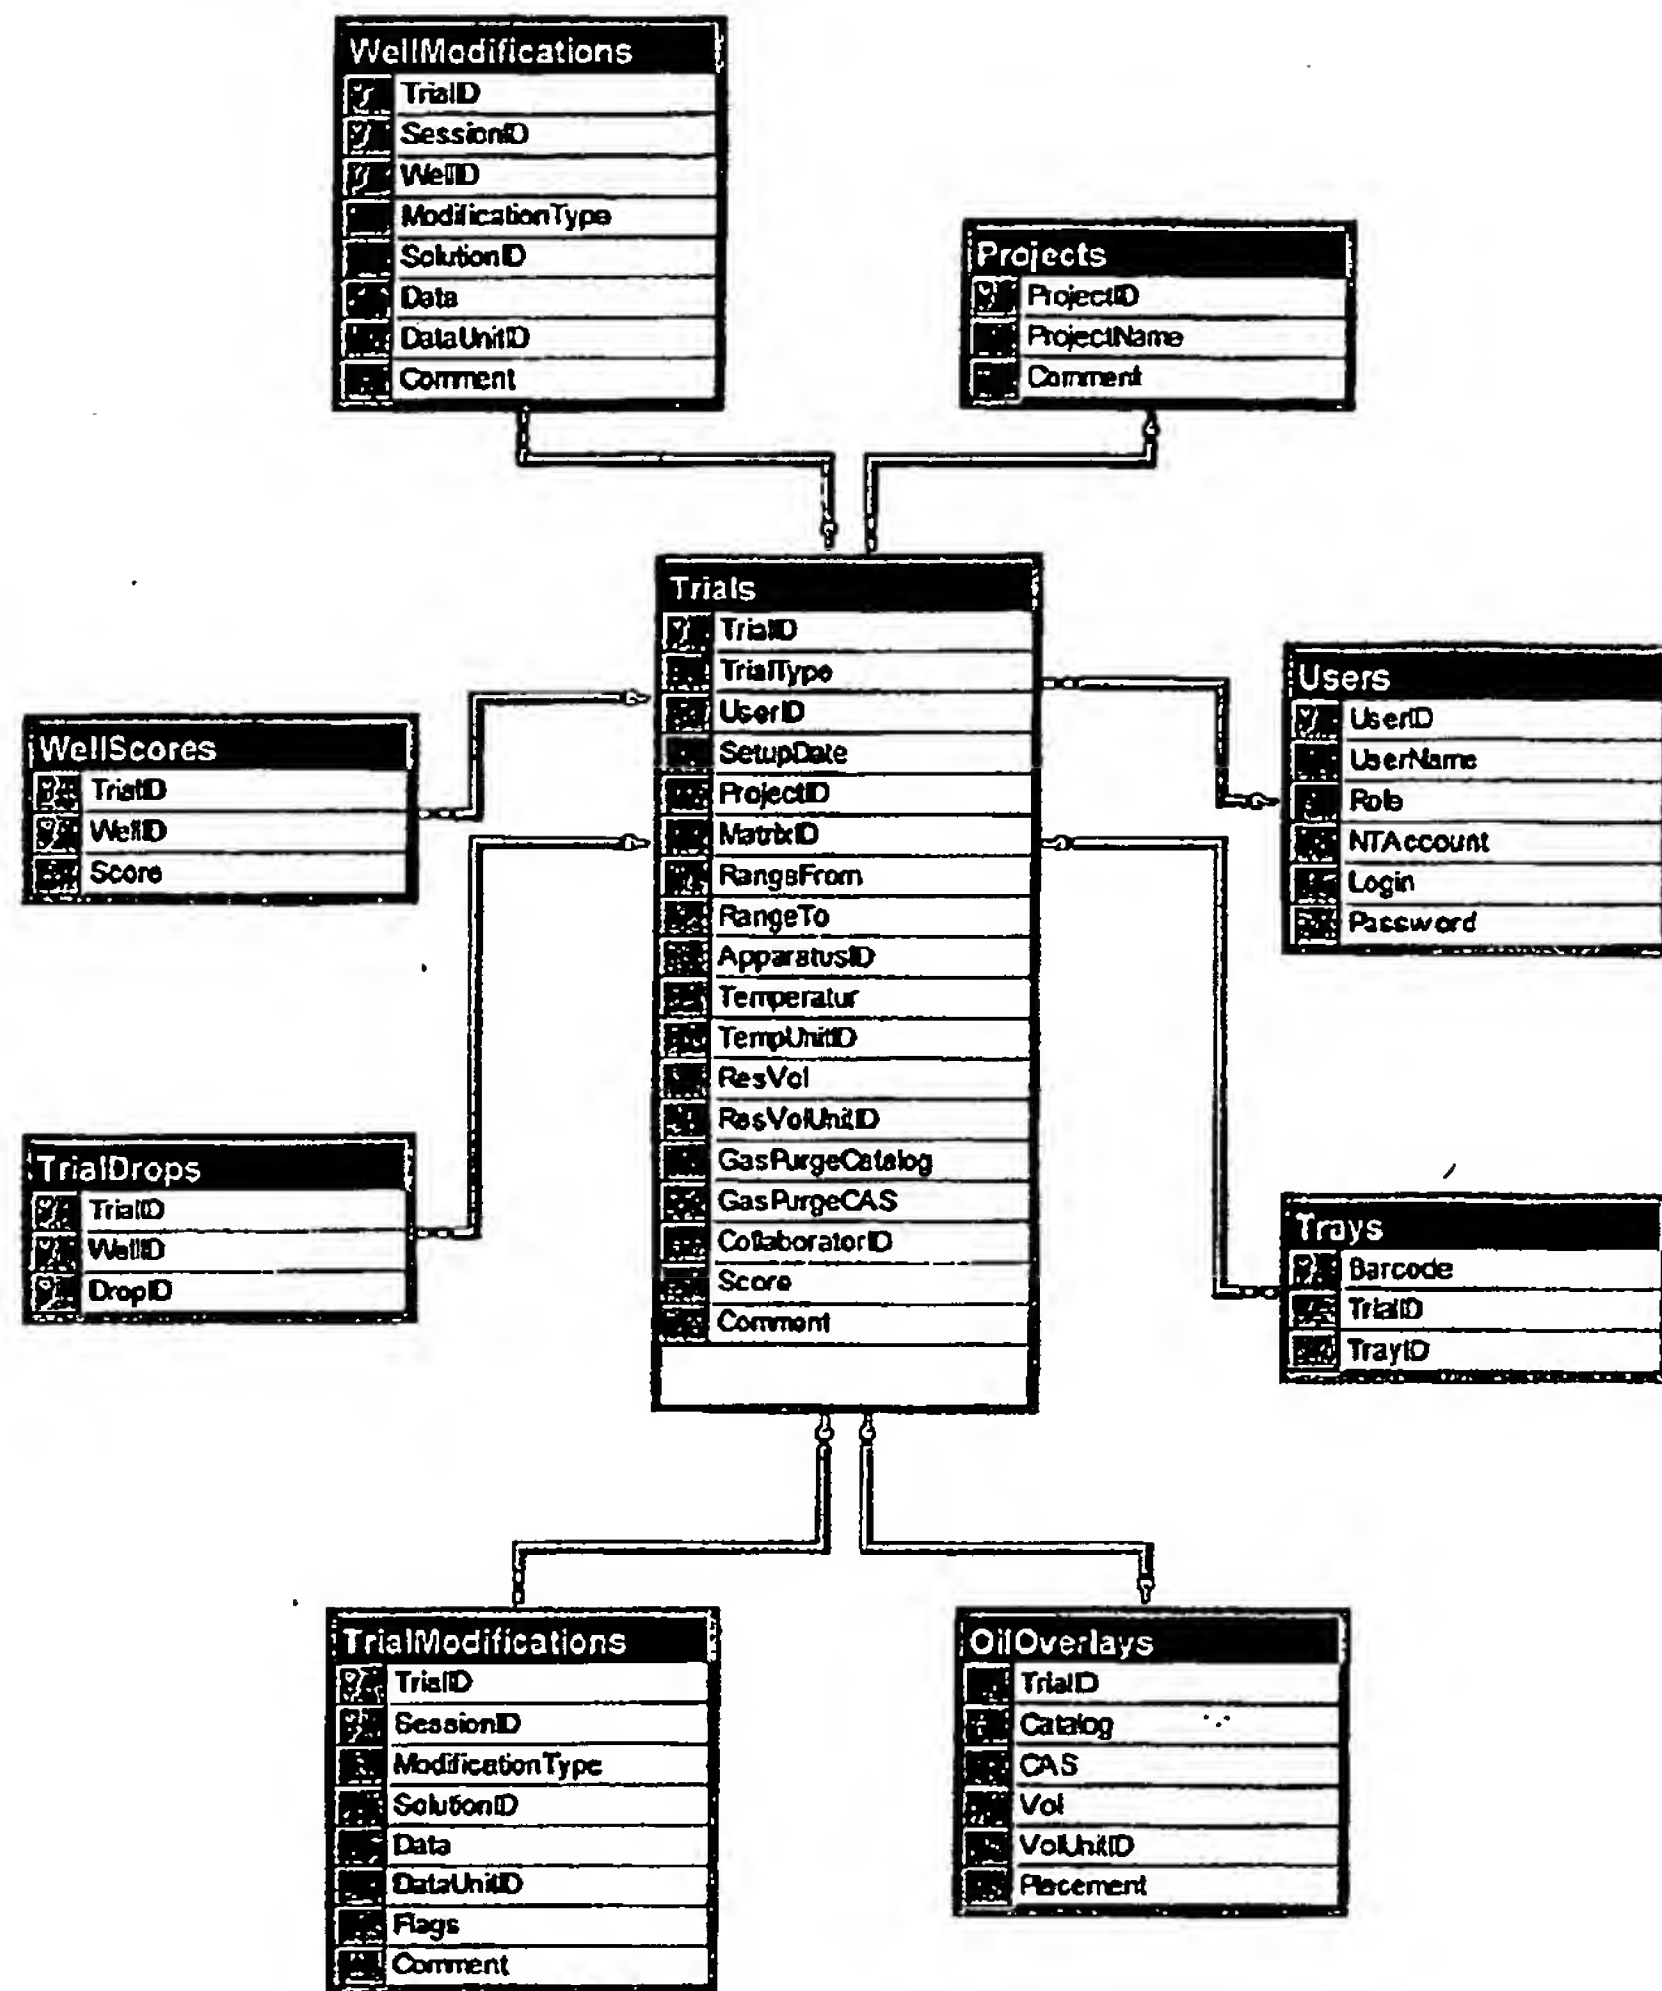 WellModifications
TrialID
SessionID
WellID
ModificationType
SolutionID
Data
DataUnitID
Comment
Projects
ProjectID
ProjectName
Comment
Trials
TrialID
TrialType
UserID
SetupDate
ProjectID
MatrixID
RangeFrom
RangeTo
ApparatusID
Temperatur
TempUnitID
ResVol
ResVolUnitID
GasPurgeCatalog
GasPurgeCAS
CollaboratorID
Score
Comment
Users
UserID
UserName
Role
NTAccount
Login
Password
WellScores
TrialID
WellID
Score
TrialDrops
TrialID
WellID
DropID
Trays
Barcode
TrialID
TrayID
TrialModifications
TrialID
SessionID
ModificationType
SolutionID
Data
DataUnitID
Flags
Comment
OilOverlays
TrialID
Catalog
CAS
Vol
VolUnitID
Placement